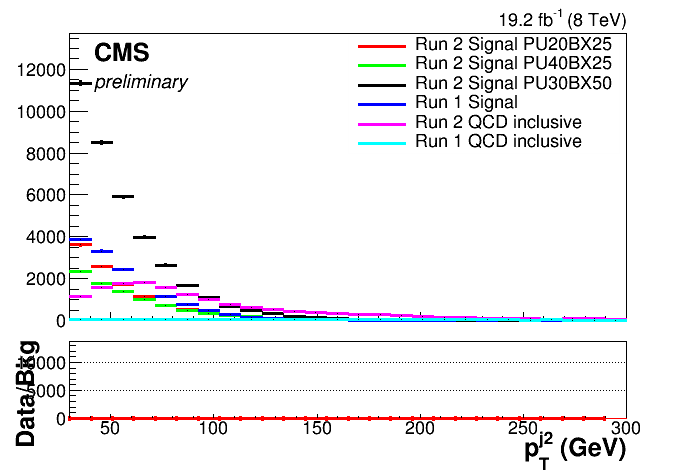 19.2 fb⁻¹ (8 TeV)
CMS
preliminary
Run 2 Signal PU20BX25
Run 2 Signal PU40BX25
Run 2 Signal PU30BX50
Run 1 Signal
Run 2 QCD inclusive
Run 1 QCD inclusive
12000
10000
8000
6000
4000
2000
0
Data/Bkg
0
50 100 150 200 250 300
p_T^j2 (GeV)